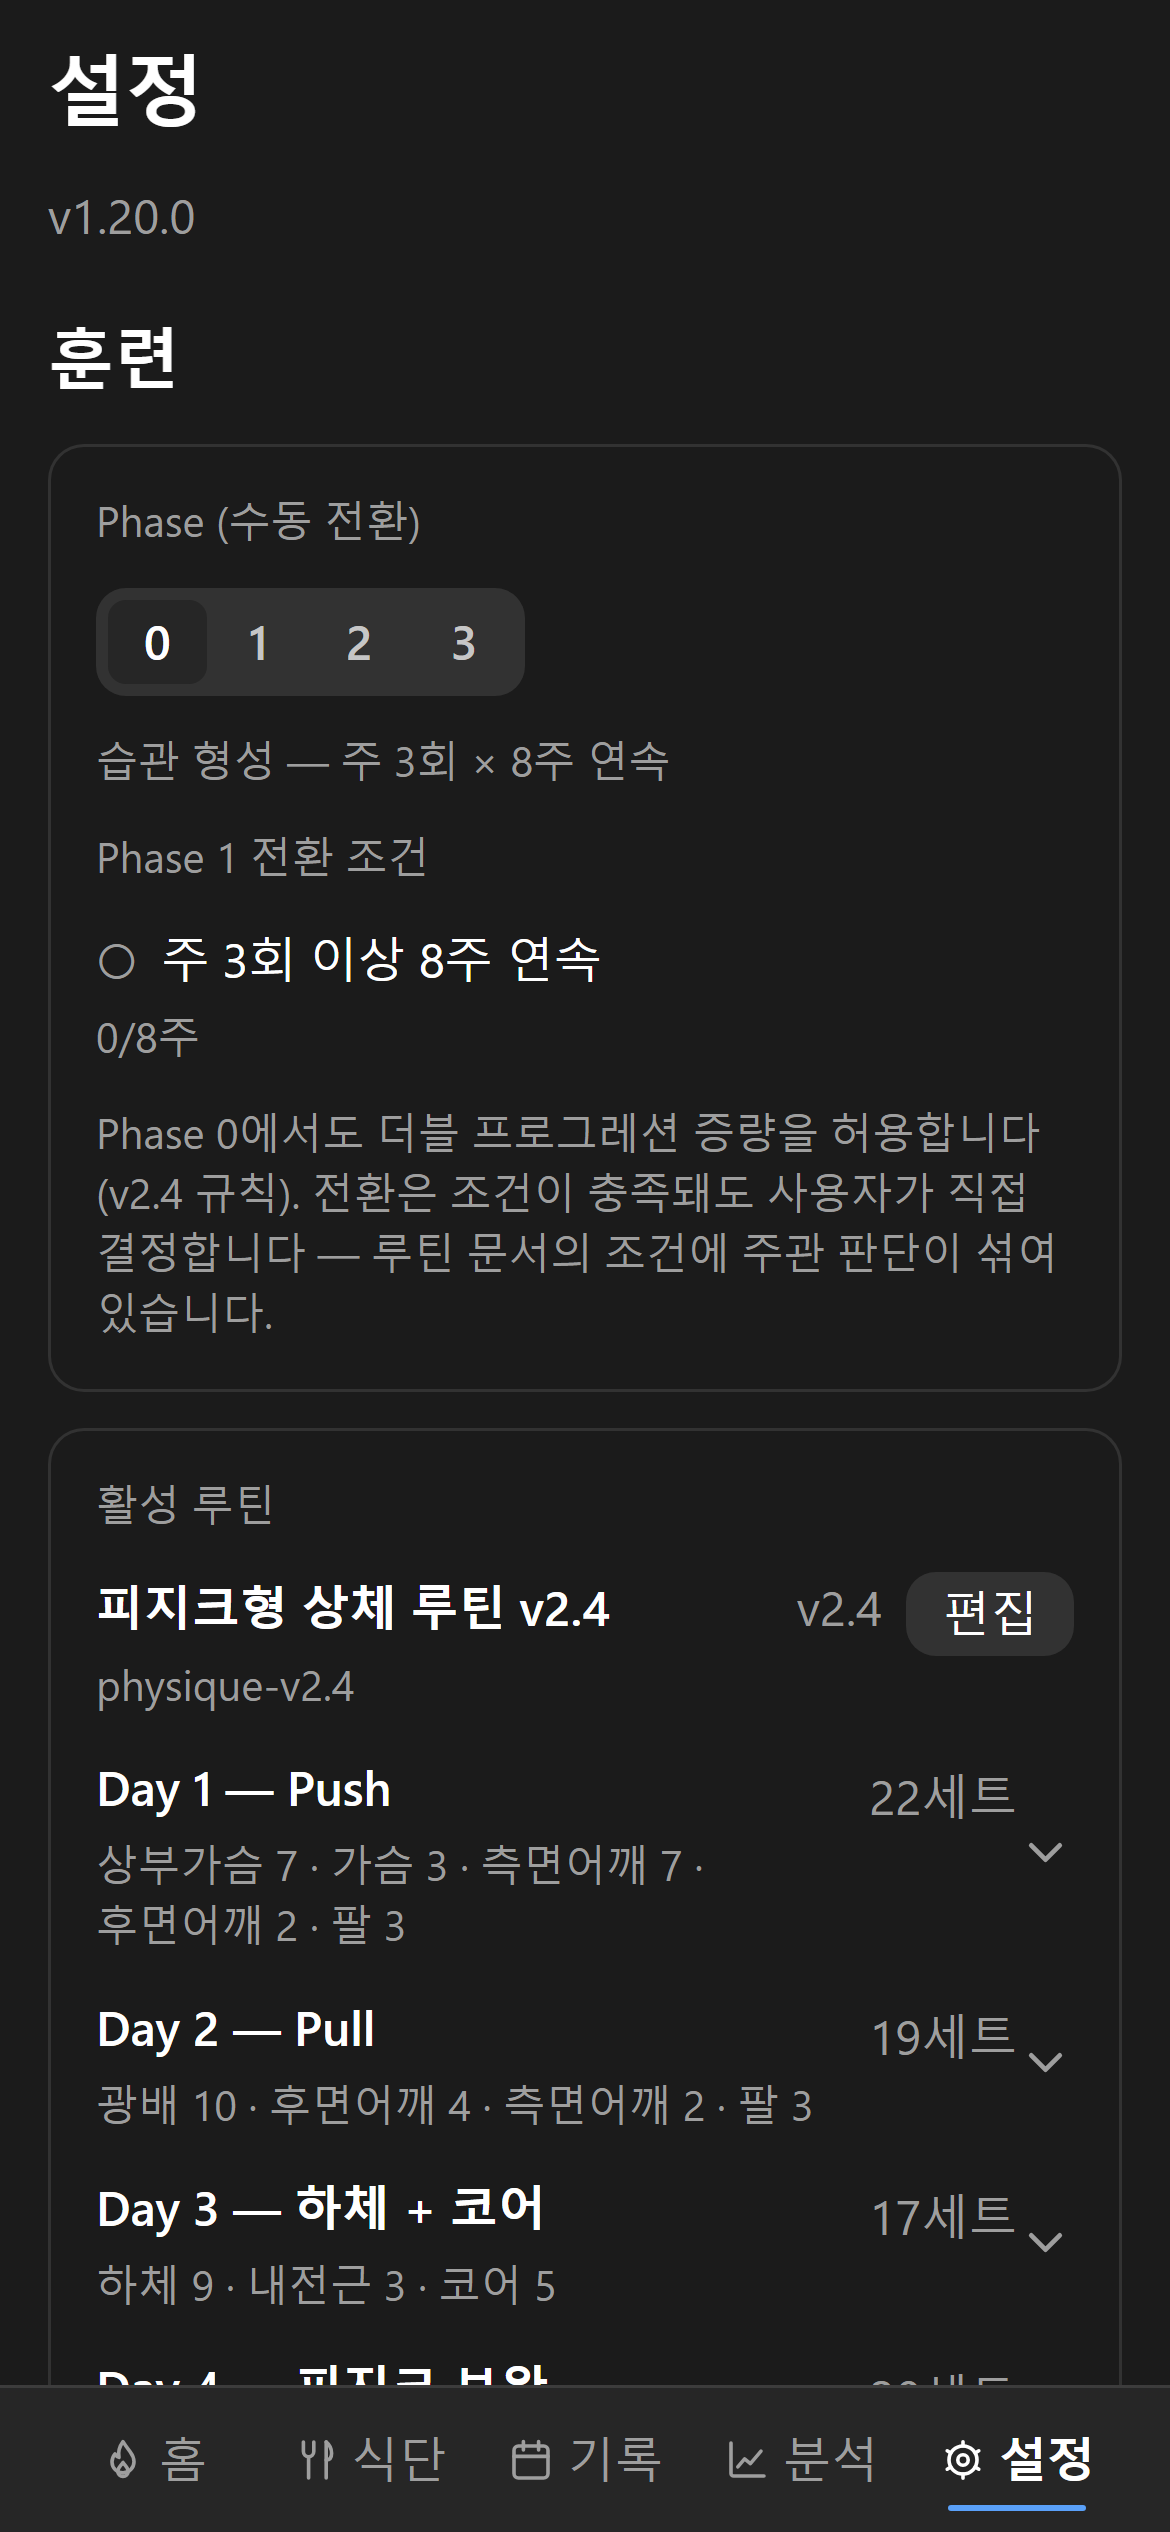 설정
v1.20.0
훈련
Phase (수동 전환)
0 1 2 3
습관 형성 — 주 3회 × 8주 연속
Phase 1 전환 조건
○ 주 3회 이상 8주 연속
0/8주
Phase 0에서도 더블 프로그레션 증량을 허용합니다
(v2.4 규칙). 전환은 조건이 충족돼도 사용자가 직접
결정합니다 — 루틴 문서의 조건에 주관 판단이 섞여
있습니다.
활성 루틴
피지크형 상체 루틴 v2.4 v2.4 편집
physique-v2.4
Day 1 — Push 22세트
상부가슴 7 · 가슴 3 · 측면어깨 7 ·
후면어깨 2 · 팔 3
Day 2 — Pull 19세트
광배 10 · 후면어깨 4 · 측면어깨 2 · 팔 3
Day 3 — 하체 + 코어 17세트
하체 9 · 내전근 3 · 코어 5
Day 4 — 피지크
홈 식단 기록 분석 설정